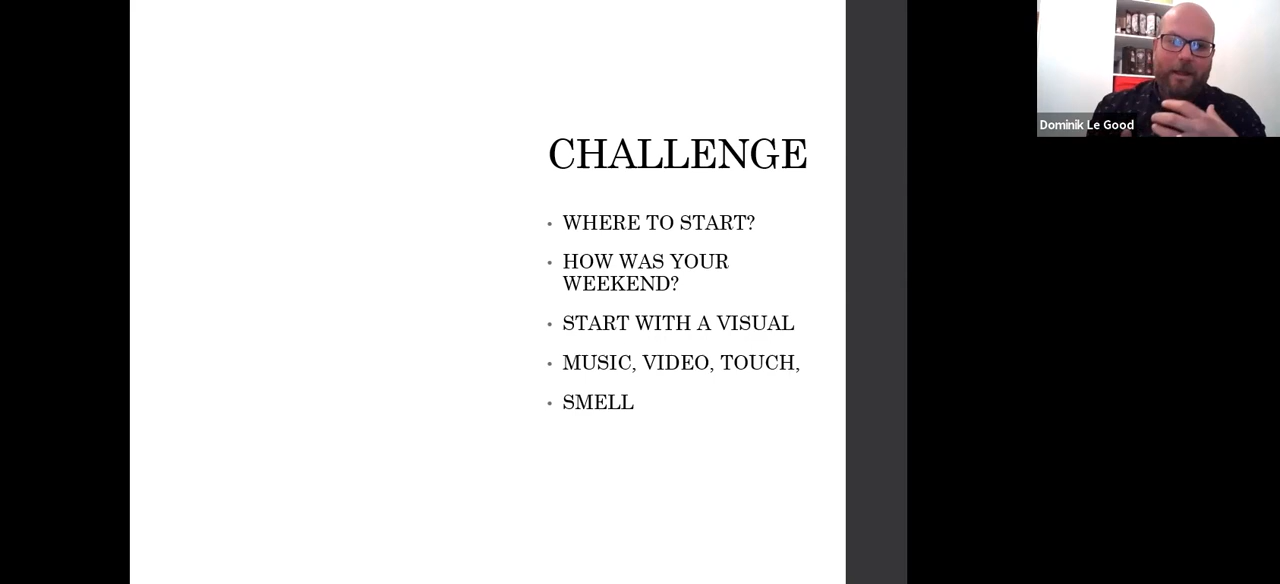 CHALLENGE
• WHERE TO START?
• HOW WAS YOUR
WEEKEND?
• START WITH A VISUAL
• MUSIC, VIDEO, TOUCH,
• SMELL
Dominik Le Good